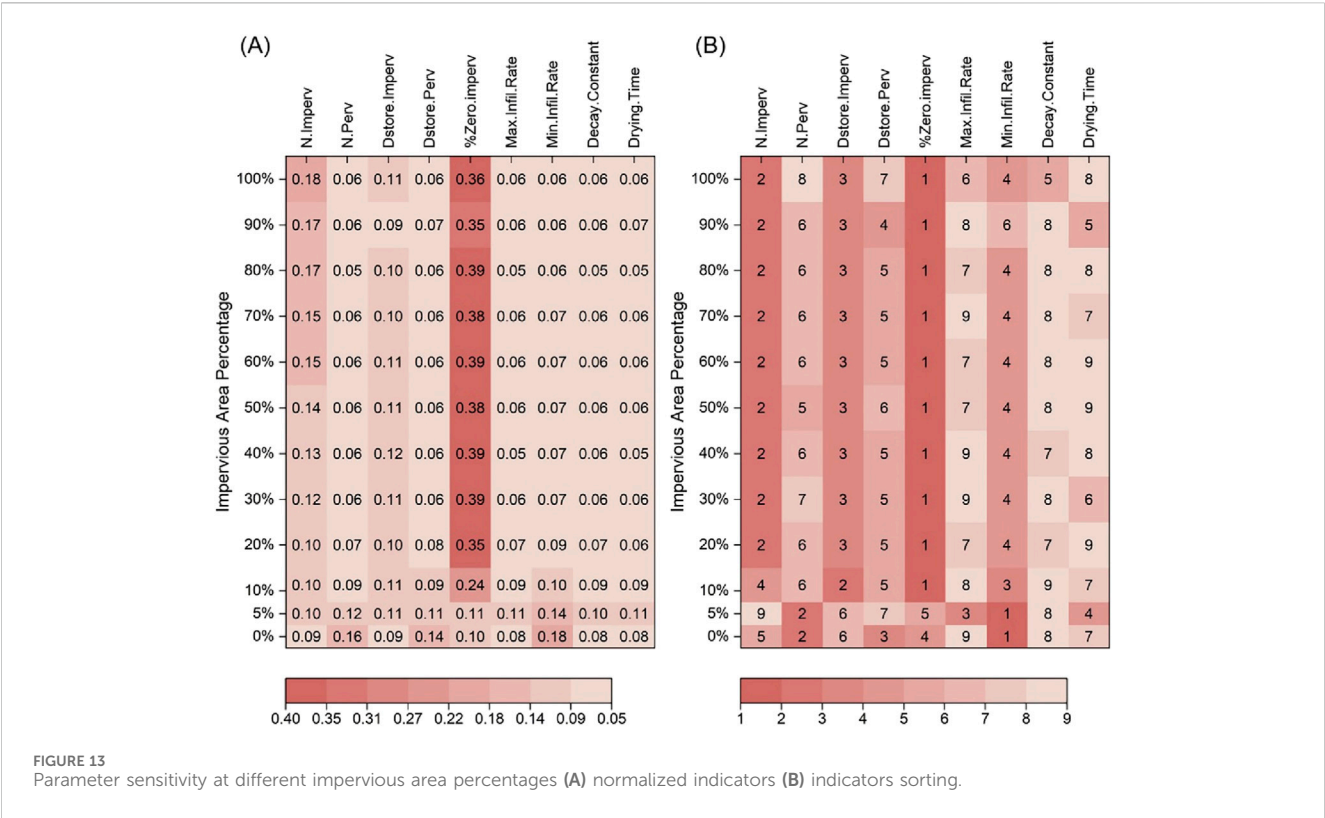 (A)
N.Imperv
N.Perv
Dstore.Imperv
Dstore.Perv
%Zero.imperv
Max.Infil.Rate
Min.Infil.Rate
Decay.Constant
Drying.Time
Impervious Area Percentage
100% 0.18 0.06 0.11 0.06 0.36 0.06 0.06 0.06 0.06
90% 0.17 0.06 0.09 0.07 0.35 0.06 0.06 0.06 0.07
80% 0.17 0.05 0.10 0.06 0.39 0.05 0.06 0.05 0.05
70% 0.15 0.06 0.10 0.06 0.38 0.06 0.07 0.06 0.06
60% 0.15 0.06 0.11 0.06 0.39 0.06 0.07 0.06 0.06
50% 0.14 0.06 0.11 0.06 0.38 0.06 0.07 0.06 0.06
40% 0.13 0.06 0.12 0.06 0.39 0.05 0.07 0.06 0.05
30% 0.12 0.06 0.11 0.06 0.39 0.06 0.07 0.06 0.06
20% 0.10 0.07 0.10 0.08 0.35 0.07 0.09 0.07 0.06
10% 0.10 0.09 0.11 0.09 0.24 0.09 0.10 0.09 0.09
5% 0.10 0.12 0.11 0.11 0.11 0.11 0.14 0.10 0.11
0% 0.09 0.16 0.09 0.14 0.10 0.08 0.18 0.08 0.08
0.40 0.35 0.31 0.27 0.22 0.18 0.14 0.09 0.05
(B)
N.Imperv
N.Perv
Dstore.Imperv
Dstore.Perv
%Zero.imperv
Max.Infil.Rate
Min.Infil.Rate
Decay.Constant
Drying.Time
Impervious Area Percentage
100% 2 8 3 7 1 6 4 5 8
90% 2 6 3 4 1 8 6 8 5
80% 2 6 3 5 1 7 4 8 8
70% 2 6 3 5 1 9 4 8 7
60% 2 6 3 5 1 7 4 8 9
50% 2 5 3 6 1 7 4 8 9
40% 2 6 3 5 1 9 4 7 8
30% 2 7 3 5 1 9 4 8 6
20% 2 6 3 5 1 7 4 7 9
10% 4 6 2 5 1 8 3 9 7
5% 9 2 6 7 5 3 1 8 4
0% 5 2 6 3 4 9 1 8 7
1 2 3 4 5 6 7 8 9
FIGURE 13
Parameter sensitivity at different impervious area percentages (A) normalized indicators (B) indicators sorting.